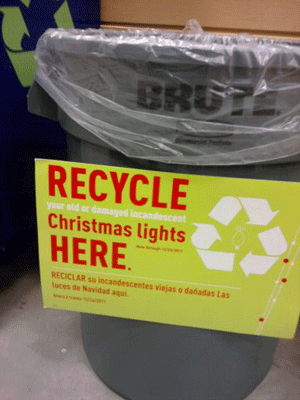 BRUTE
RECYCLE
your old or damaged incandescent
Christmas lights
HERE.
RECICLAR su incandescentes viejas o dañadas Las
luces de Navidad aquí.